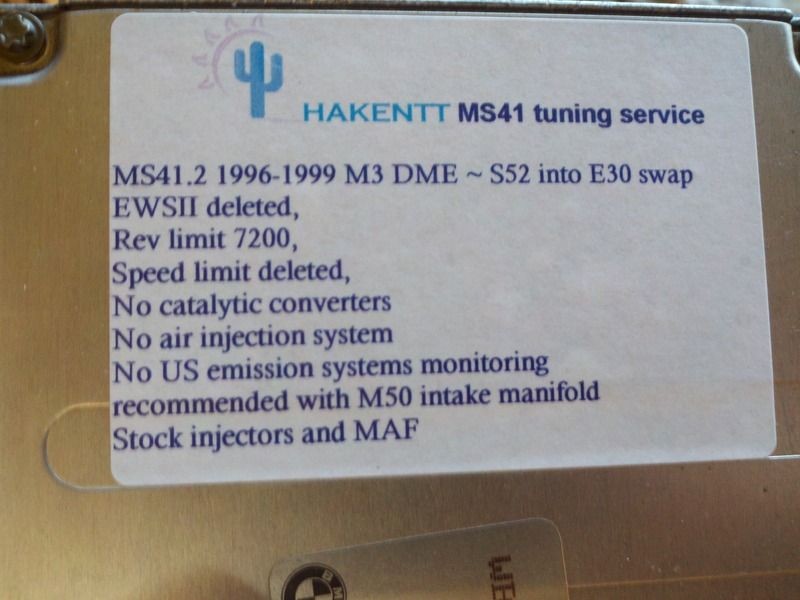 HAKENTT MS41 tuning service
MS41.2 1996-1999 M3 DME ~ S52 into E30 swap
EWSII deleted,
Rev limit 7200,
Speed limit deleted,
No catalytic converters
No air injection system
No US emission systems monitoring
recommended with M50 intake manifold
Stock injectors and MAF